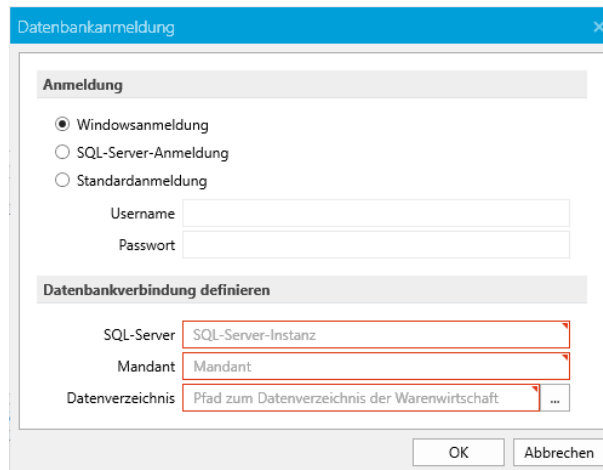 Datenbankanmeldung
Anmeldung
Windowsanmeldung
SQL-Server-Anmeldung
Standardanmeldung
Username
Passwort
Datenbankverbindung definieren
SQL-Server SQL-Server-Instanz
Mandant Mandant
Datenverzeichnis Pfad zum Datenverzeichnis der Warenwirtschaft ...
OK Abbrechen